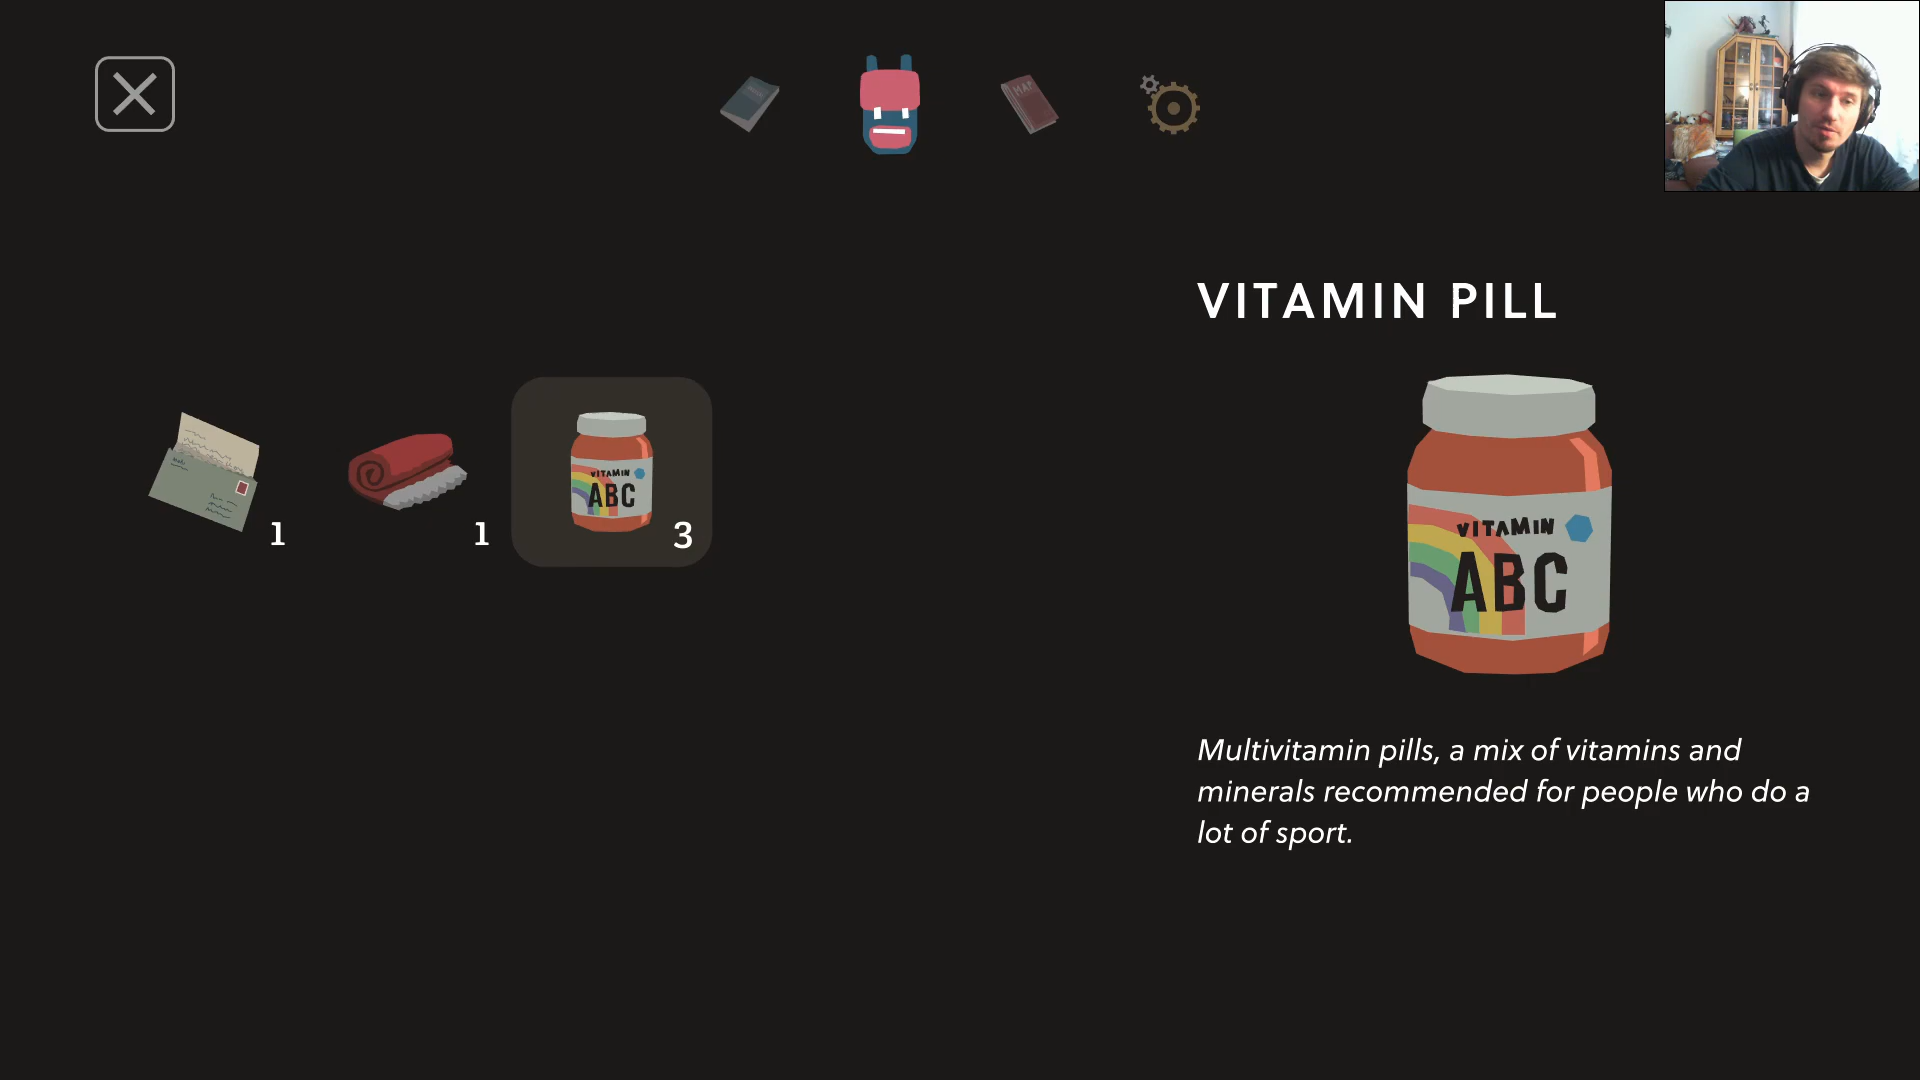 MAP
VITAMIN PILL
1
1
VITAMIN
ABC
3
VITAMIN
ABC
Multivitamin pills, a mix of vitamins and
minerals recommended for people who do a
lot of sport.